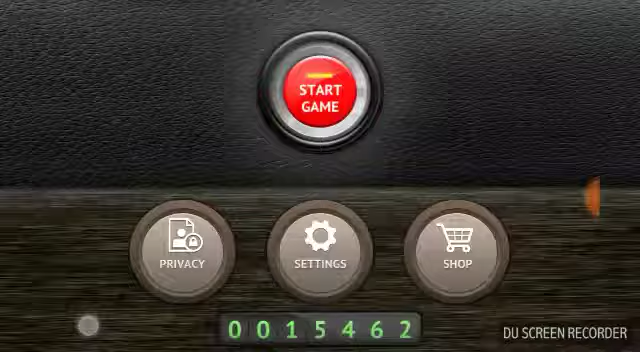 START
GAME
PRIVACY
SETTINGS
SHOP
0015462
DU SCREEN RECORDER